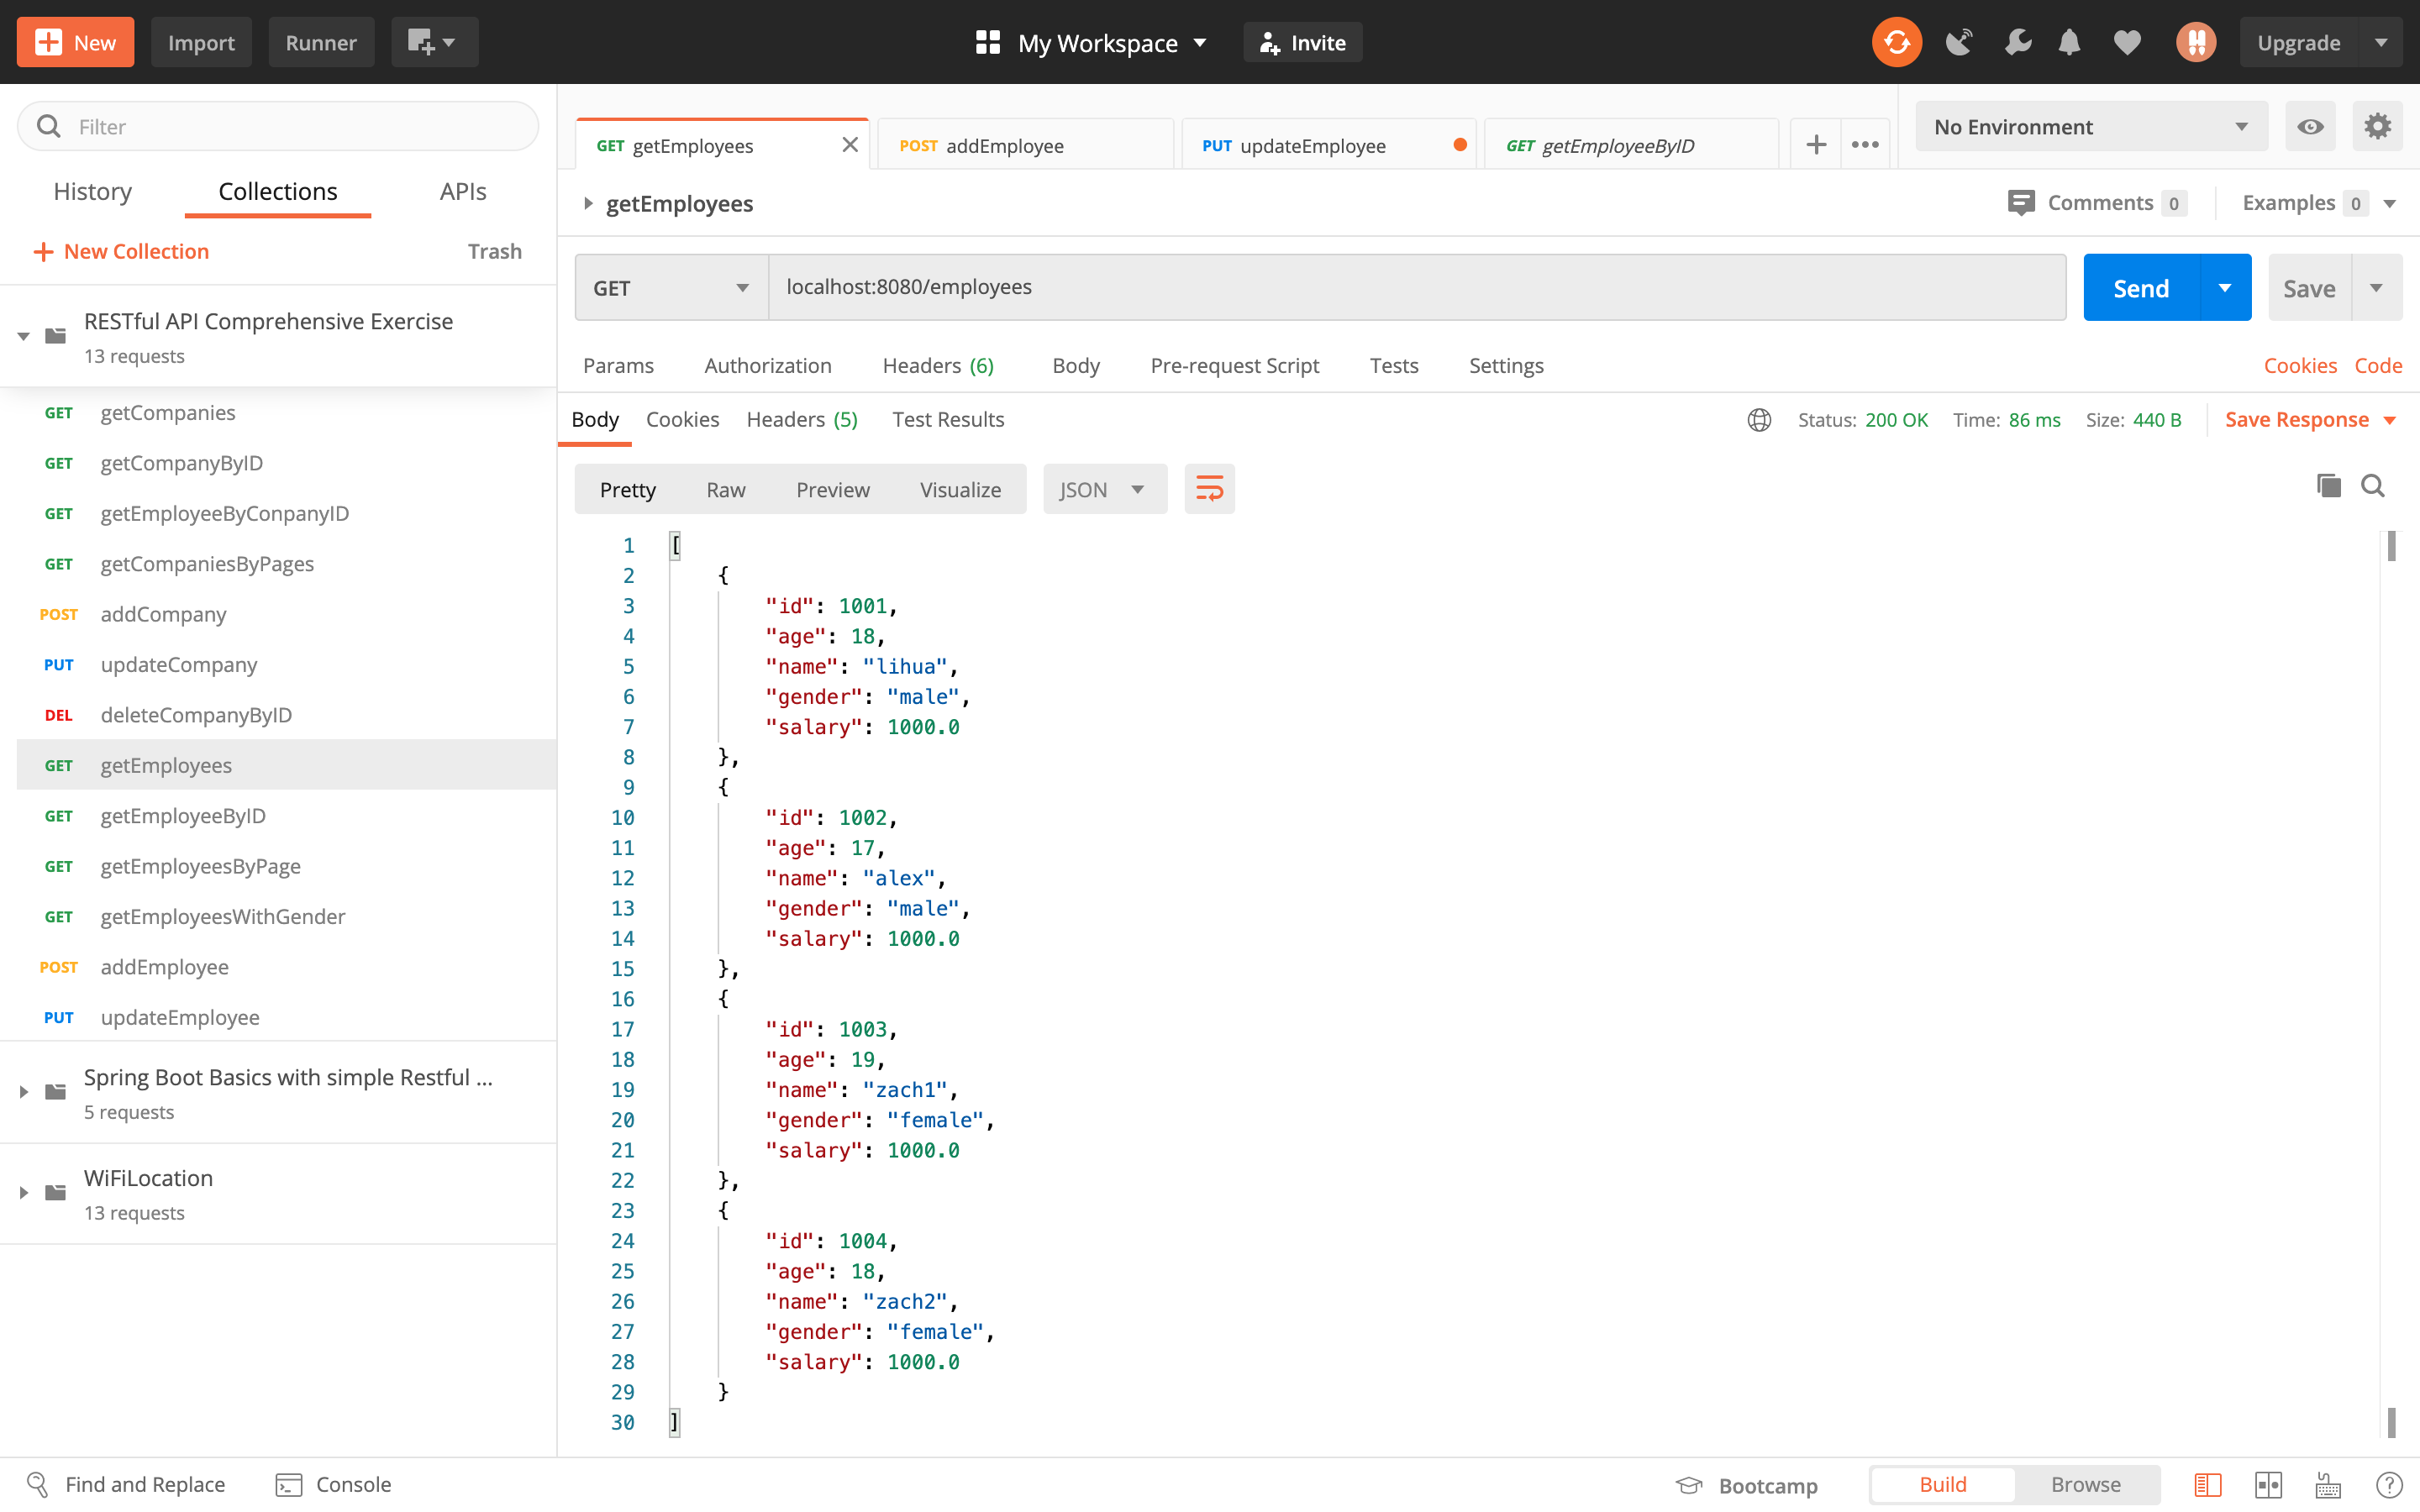 New
Import
Runner
My Workspace
Invite
Upgrade
Filter
History
Collections
APIs
New Collection
Trash
RESTful API Comprehensive Exercise
13 requests
GET getCompanies
GET getCompanyByID
GET getEmployeeByConpanyID
GET getCompaniesByPages
POST addCompany
PUT updateCompany
DEL deleteCompanyByID
GET getEmployees
GET getEmployeeByID
GET getEmployeesByPage
GET getEmployeesWithGender
POST addEmployee
PUT updateEmployee
Spring Boot Basics with simple Restful ...
5 requests
WiFiLocation
13 requests
GET getEmployees
POST addEmployee
PUT updateEmployee
GET getEmployeeByID
No Environment
getEmployees
Comments 0
Examples 0
GET
localhost:8080/employees
Send
Save
Params
Authorization
Headers (6)
Body
Pre-request Script
Tests
Settings
Cookies
Code
Body
Cookies
Headers (5)
Test Results
Status: 200 OK
Time: 86 ms
Size: 440 B
Save Response
Pretty
Raw
Preview
Visualize
JSON
1 [
2 {
3 "id": 1001,
4 "age": 18,
5 "name": "lihua",
6 "gender": "male",
7 "salary": 1000.0
8 },
9 {
10 "id": 1002,
11 "age": 17,
12 "name": "alex",
13 "gender": "male",
14 "salary": 1000.0
15 },
16 {
17 "id": 1003,
18 "age": 19,
19 "name": "zach1",
20 "gender": "female",
21 "salary": 1000.0
22 },
23 {
24 "id": 1004,
25 "age": 18,
26 "name": "zach2",
27 "gender": "female",
28 "salary": 1000.0
29 }
30 ]
Find and Replace
Console
Bootcamp
Build
Browse